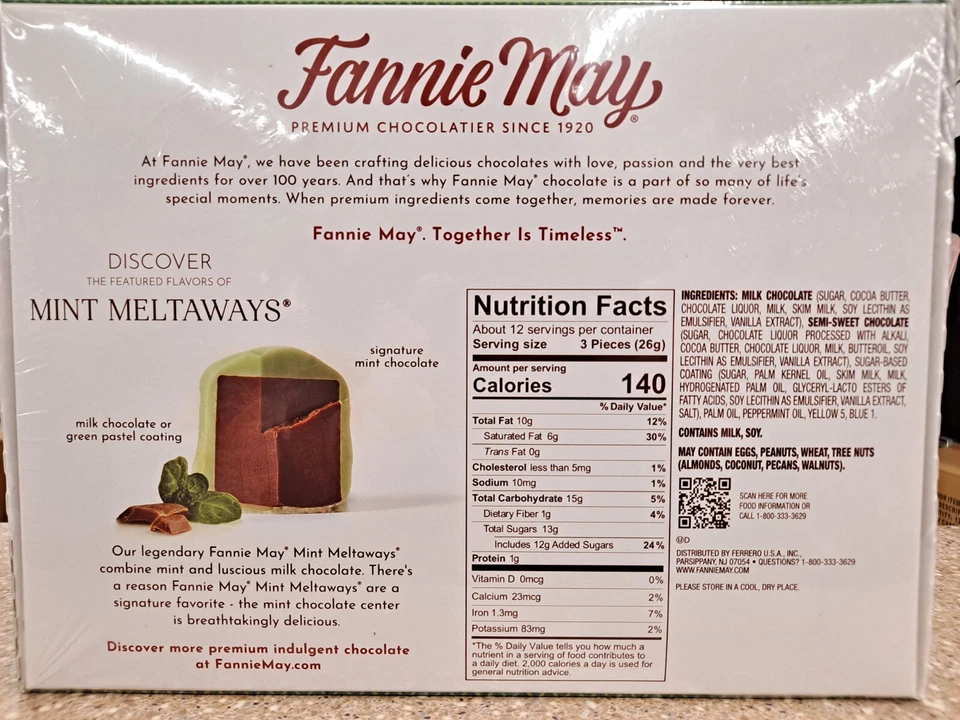 Fannie May®
PREMIUM CHOCOLATIER SINCE 1920
At Fannie May®, we have been crafting delicious chocolates with love, passion and the very best
ingredients for over 100 years. And that's why Fannie May® chocolate is a part of so many of life's
special moments. When premium ingredients come together, memories are made forever.
Fannie May®. Together Is Timeless™.
DISCOVER
THE FEATURED FLAVORS OF
MINT MELTAWAYS®
signature
mint chocolate
milk chocolate or
green pastel coating
Our legendary Fannie May® Mint Meltaways®
combine mint and luscious milk chocolate. There's
a reason Fannie May® Mint Meltaways® are a
signature favorite - the mint chocolate center
is breathtakingly delicious.
Discover more premium indulgent chocolate
at FannieMay.com
Nutrition Facts
About 12 servings per container
Serving size 3 Pieces (26g)
Amount per serving
Calories 140
% Daily Value*
Total Fat 10g 12%
Saturated Fat 6g 30%
Trans Fat 0g
Cholesterol less than 5mg 1%
Sodium 10mg 1%
Total Carbohydrate 15g 5%
Dietary Fiber 1g 4%
Total Sugars 13g
Includes 12g Added Sugars 24%
Protein 1g
Vitamin D 0mcg 0%
Calcium 23mcg 2%
Iron 1.3mg 7%
Potassium 83mg 2%
*The % Daily Value tells you how much a
nutrient in a serving of food contributes to
a daily diet. 2,000 calories a day is used for
general nutrition advice.
INGREDIENTS: MILK CHOCOLATE (SUGAR, COCOA BUTTER,
CHOCOLATE LIQUOR, MILK, SKIM MILK, SOY LECITHIN AS
EMULSIFIER, VANILLA EXTRACT), SEMI-SWEET CHOCOLATE
(SUGAR, CHOCOLATE LIQUOR PROCESSED WITH ALKALI,
COCOA BUTTER, CHOCOLATE LIQUOR, MILK, BUTTEROIL, SOY
LECITHIN AS EMULSIFIER, VANILLA EXTRACT), SUGAR-BASED
COATING (SUGAR, PALM KERNEL OIL, SKIM MILK, MILK,
HYDROGENATED PALM OIL, GLYCERYL-LACTO ESTERS OF
FATTY ACIDS, SOY LECITHIN AS EMULSIFIER, VANILLA EXTRACT,
SALT), PALM OIL, PEPPERMINT OIL, YELLOW 5, BLUE 1.
CONTAINS MILK, SOY.
MAY CONTAIN EGGS, PEANUTS, WHEAT, TREE NUTS
(ALMONDS, COCONUT, PECANS, WALNUTS).
SCAN HERE FOR MORE
FOOD INFORMATION OR
CALL 1-800-333-3629
ⓊD
DISTRIBUTED BY FERRERO U.S.A., INC.,
PARSIPPANY, NJ 07054 • QUESTIONS? 1-800-333-3629
WWW.FANNIEMAY.COM
PLEASE STORE IN A COOL, DRY PLACE.